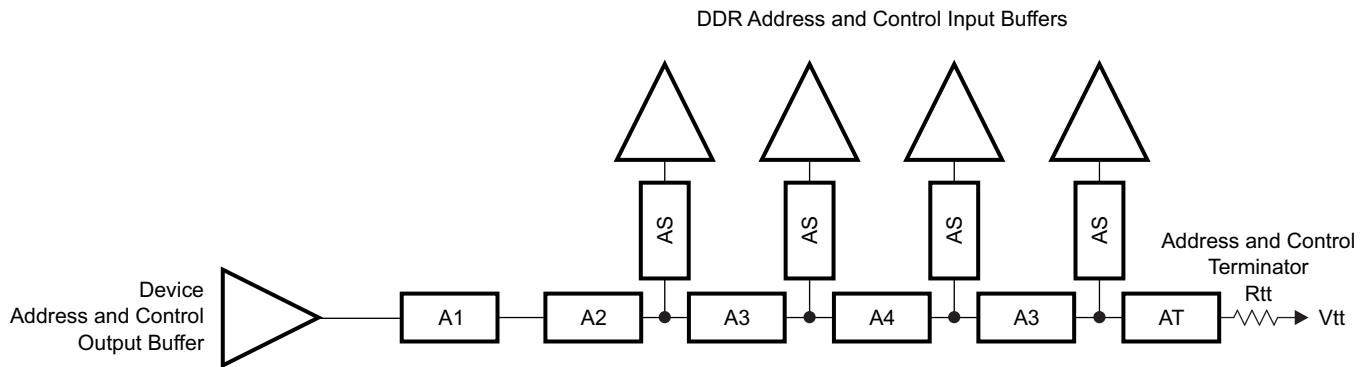 DDR Address and Control Input Buffers
AS
AS
AS
AS
Address and Control
Terminator
Rtt
Device
Address and Control
Output Buffer
A1
A2
A3
A4
A3
AT
Vtt